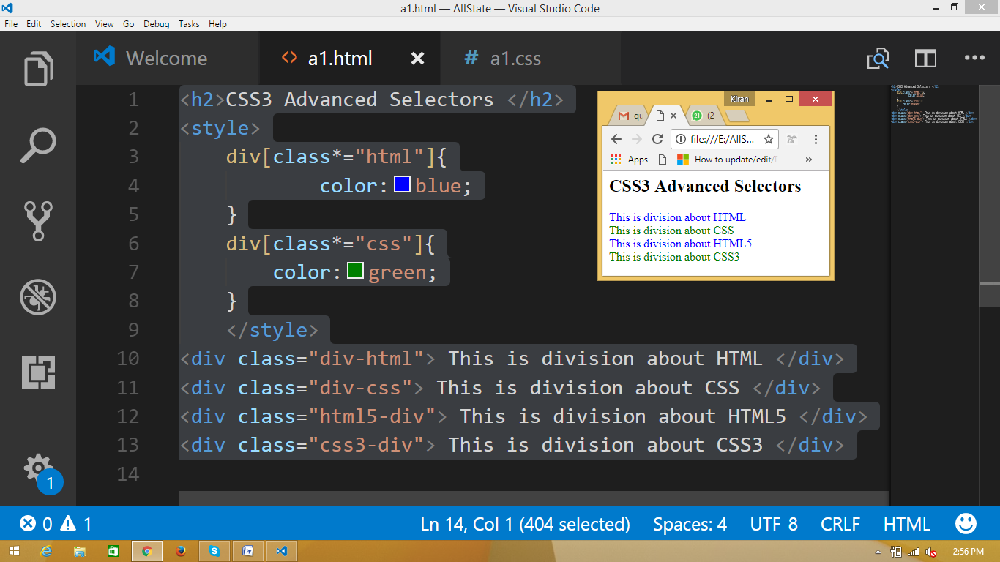 a1.html — AllState — Visual Studio Code
File Edit Selection View Go Debug Tasks Help
Welcome a1.html # a1.css
1 <h2>CSS3 Advanced Selectors </h2>
2 <style>
3 div[class*="html"]{
4 color: blue;
5 }
6 div[class*="css"]{
7 color: green;
8 }
9 </style>
10 <div class="div-html"> This is division about HTML </div>
11 <div class="div-css"> This is division about CSS </div>
12 <div class="html5-div"> This is division about HTML5 </div>
13 <div class="css3-div"> This is division about CSS3 </div>
14
Kiran
qu 21 (2
file:///E:/AllS...
Apps How to update/edit/ »
CSS3 Advanced Selectors
This is division about HTML
This is division about CSS
This is division about HTML5
This is division about CSS3
1
0 1 Ln 14, Col 1 (404 selected) Spaces: 4 UTF-8 CRLF HTML
2:56 PM